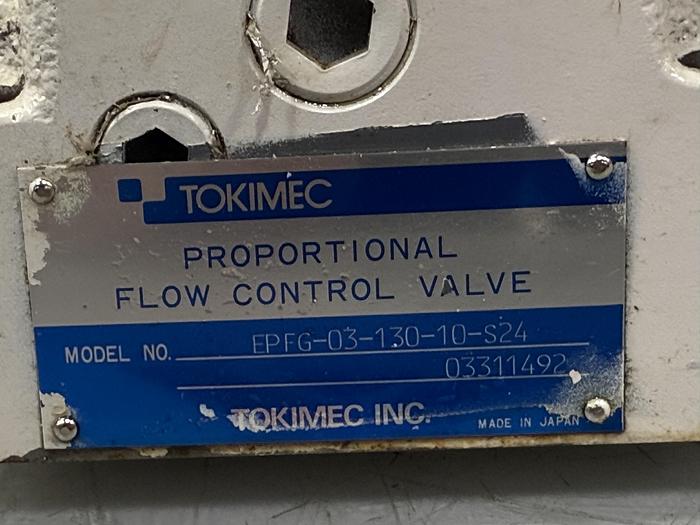 TOKIMEC
PROPORTIONAL
FLOW CONTROL VALVE
MODEL NO. EPFG-03-130-10-S24
03311492
TOKIMEC INC.
MADE IN JAPAN